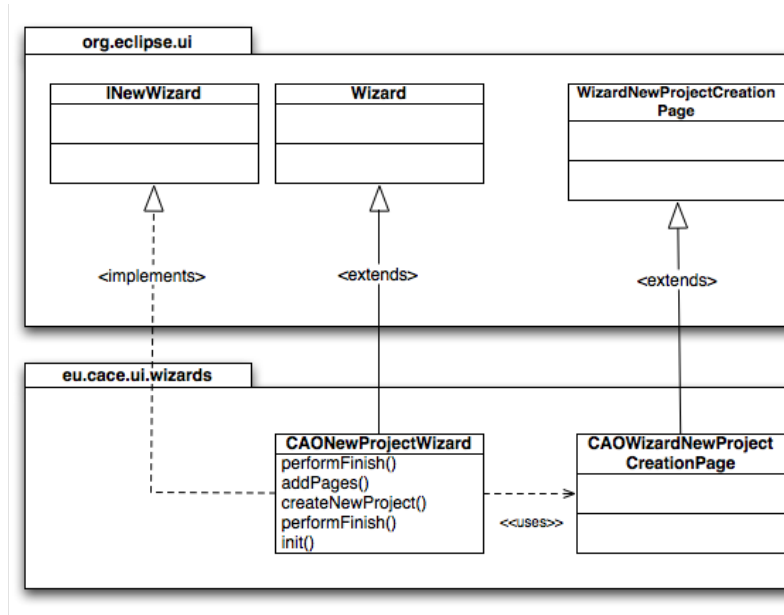 org.eclipse.ui
INewWizard
Wizard
WizardNewProjectCreation
Page
<implements>
<extends>
<extends>
eu.cace.ui.wizards
CAONewProjectWizard
performFinish()
addPages()
createNewProject()
performFinish()
init()
<<uses>>
CAOWizardNewProject
CreationPage